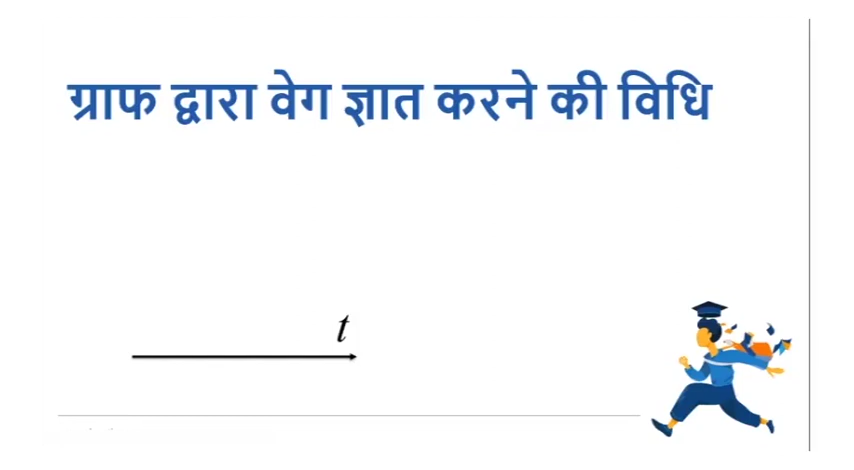 ग्राफ द्वारा वेग ज्ञात करने की विधि
t